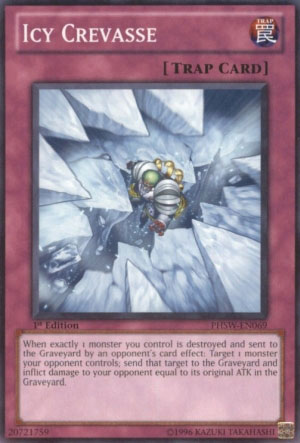 ICY CREVASSE
TRAP
罠
[TRAP CARD]
1st Edition
PHSW-EN069
When exactly 1 monster you control is destroyed and sent to
the Graveyard by an opponent's card effect: Target 1 monster
your opponent controls; send that target to the Graveyard and
inflict damage to your opponent equal to its original ATK in the
Graveyard.
20721759
©1996 KAZUKI TAKAHASHI